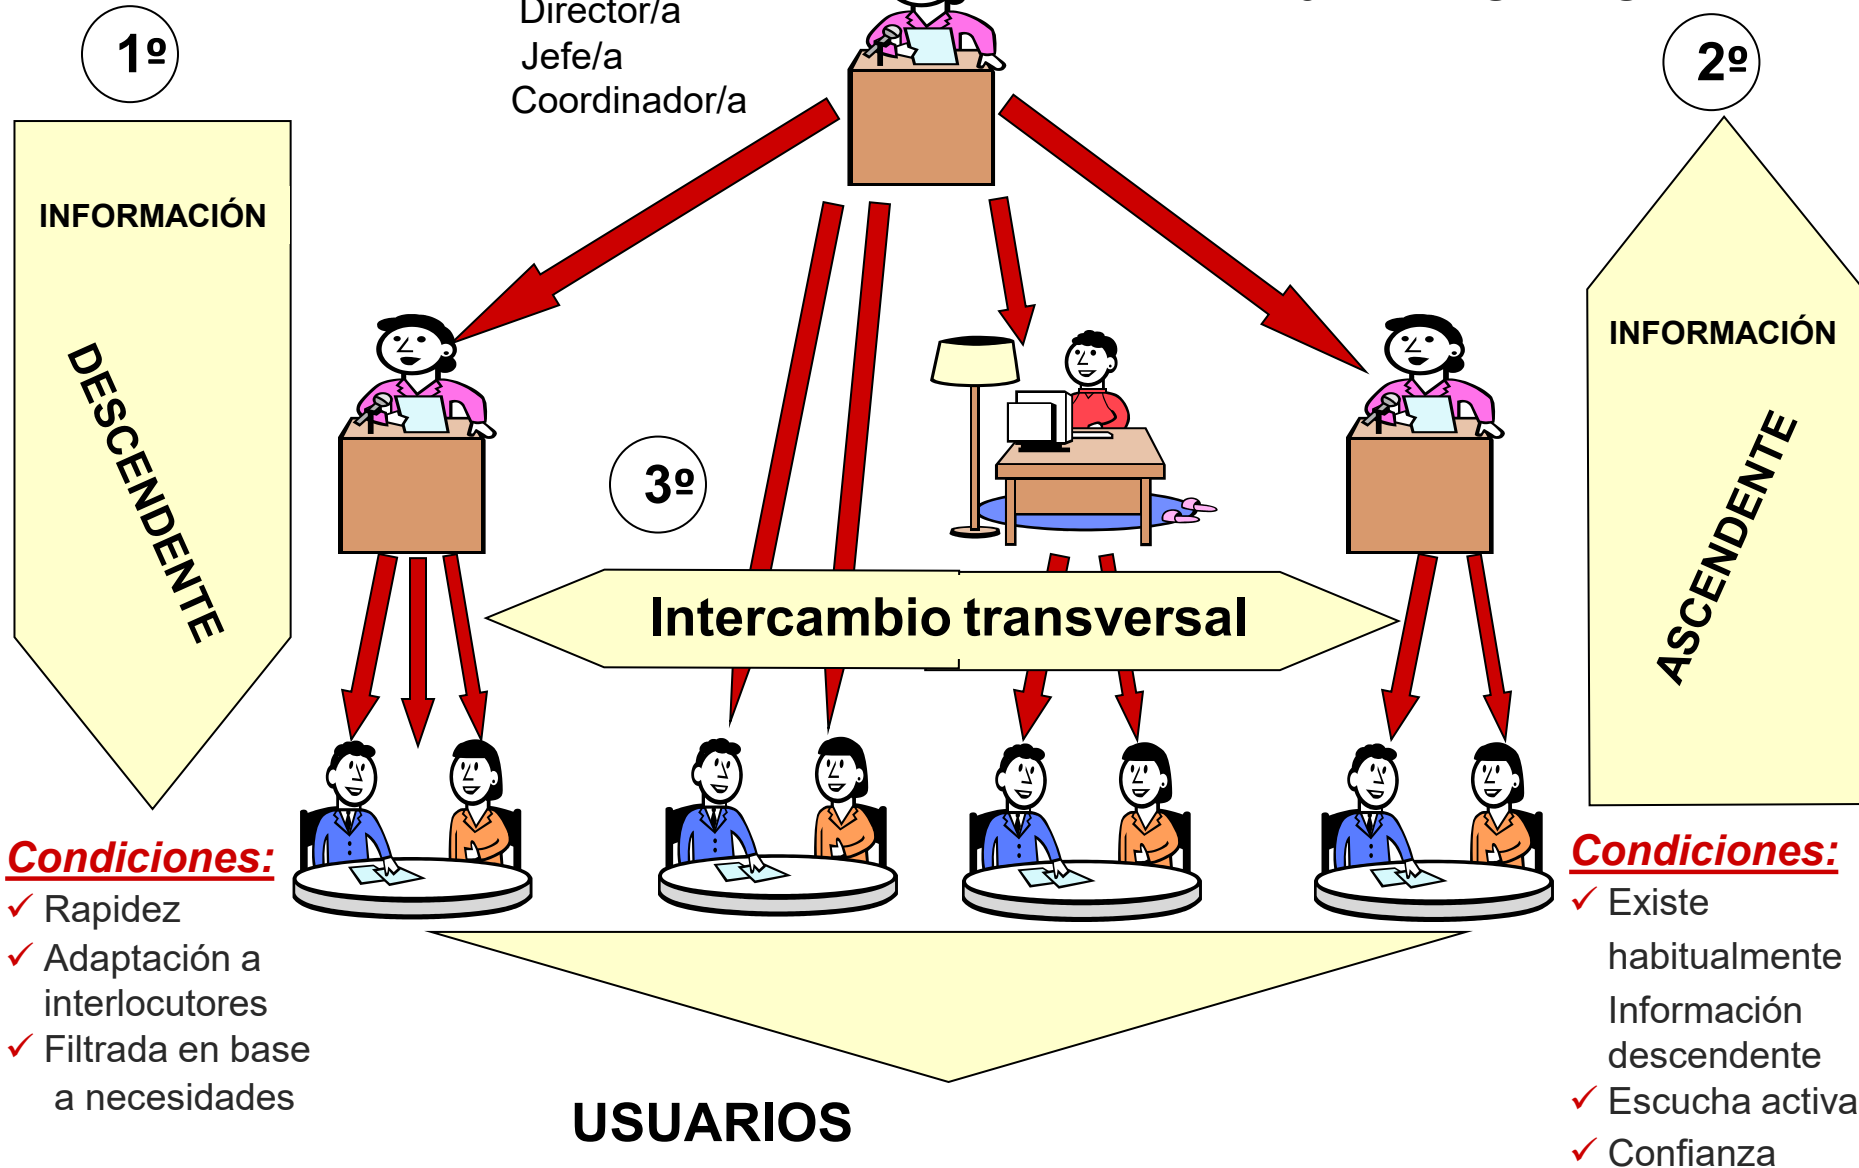 Director/a
Jefe/a
Coordinador/a
1º
2º
INFORMACIÓN
DESCENDENTE
INFORMACIÓN
ASCENDENTE
3º
Intercambio transversal
Condiciones:
✓ Rapidez
✓ Adaptación a
interlocutores
✓ Filtrada en base
a necesidades
Condiciones:
✓ Existe
habitualmente
Información
descendente
✓ Escucha activa
✓ Confianza
USUARIOS